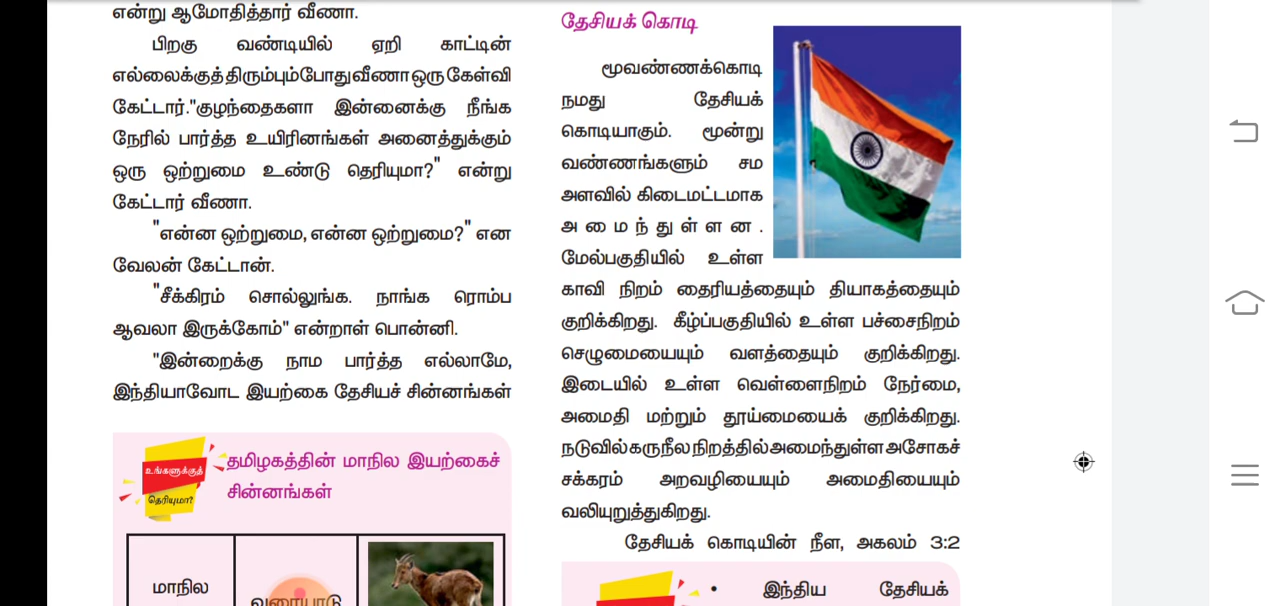 என்று ஆமோதித்தார் வீணா.
பிறகு வண்டியில் ஏறி காட்டின்
எல்லைக்குத்திரும்பும்போதுவீணா ஒரு கேள்வி
கேட்டார்."குழந்தைகளா இன்னைக்கு நீங்க
நேரில் பார்த்த உயிரினங்கள் அனைத்துக்கும்
ஒரு ஒற்றுமை உண்டு தெரியுமா?" என்று
கேட்டார் வீணா.
"என்ன ஒற்றுமை, என்ன ஒற்றுமை?" என
வேலன் கேட்டான்.
"சீக்கிரம் சொல்லுங்க. நாங்க ரொம்ப
ஆவலா இருக்கோம்" என்றாள் பொன்னி.
"இன்றைக்கு நாம பார்த்த எல்லாமே,
இந்தியாவோட இயற்கை தேசியச் சின்னங்கள்
உங்களுக்குத்
தெரியுமா?
தமிழகத்தின் மாநில இயற்கைச்
சின்னங்கள்
மாநில
வரையாடு
தேசியக் கொடி
மூவண்ணக்கொடி
நமது தேசியக்
கொடியாகும். மூன்று
வண்ணங்களும் சம
அளவில் கிடைமட்டமாக
அமைந்துள்ளன.
மேல்பகுதியில் உள்ள
காவி நிறம் தைரியத்தையும் தியாகத்தையும்
குறிக்கிறது. கீழ்ப்பகுதியில் உள்ள பச்சைநிறம்
செழுமையையும் வளத்தையும் குறிக்கிறது.
இடையில் உள்ள வெள்ளைநிறம் நேர்மை,
அமைதி மற்றும் தூய்மையைக் குறிக்கிறது.
நடுவில் கருநீல நிறத்தில் அமைந்துள்ள அசோகச்
சக்கரம் அறவழியையும் அமைதியையும்
வலியுறுத்துகிறது.
தேசியக் கொடியின் நீள, அகலம் 3:2
• இந்திய தேசியக்